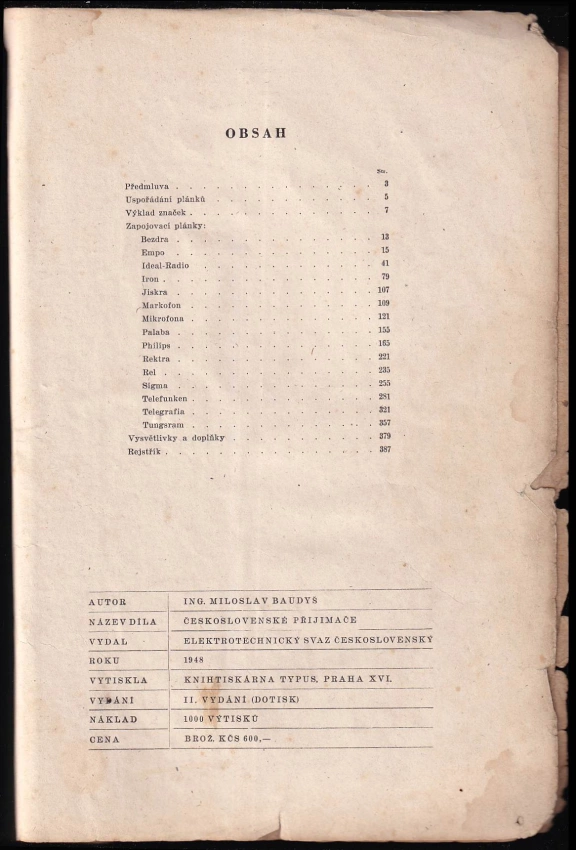 OBSAH
Str.
Předmluva . . . . . . . . . . . . . . . 3
Uspořádání plánků . . . . . . . . . . . . . 5
Výklad značek . . . . . . . . . . . . . . 7
Zapojovací plánky:
Bezdra . . . . . . . . . . . . . . . 13
Empo . . . . . . . . . . . . . . . 15
Ideal-Radio . . . . . . . . . . . . . . 41
Iron . . . . . . . . . . . . . . . . 79
Jiskra . . . . . . . . . . . . . . . 107
Markofon . . . . . . . . . . . . . . 109
Mikrofona . . . . . . . . . . . . . . 121
Palaba . . . . . . . . . . . . . . . 155
Philips . . . . . . . . . . . . . . . 165
Rektra . . . . . . . . . . . . . . . 221
Rel . . . . . . . . . . . . . . . . 235
Sigma . . . . . . . . . . . . . . . 255
Telefunken . . . . . . . . . . . . . . 281
Telegrafia . . . . . . . . . . . . . . 321
Tungsram . . . . . . . . . . . . . . 357
Vysvětlivky a doplňky . . . . . . . . . . . 379
Rejstřík . . . . . . . . . . . . . . . . 387
AUTOR ING. MILOSLAV BAUDYŠ
NÁZEV DÍLA ČESKOSLOVENSKÉ PŘIJIMAČE
VYDAL ELEKTROTECHNICKÝ SVAZ ČESKOSLOVENSKÝ
ROKU 1948
VYTISKLA KNIHTISKÁRNA TYPUS, PRAHA XVI.
VYDÁNÍ II. VYDÁNÍ (DOTISK)
NÁKLAD 1000 VÝTISKŮ
CENA BROŽ. KČS 600,—